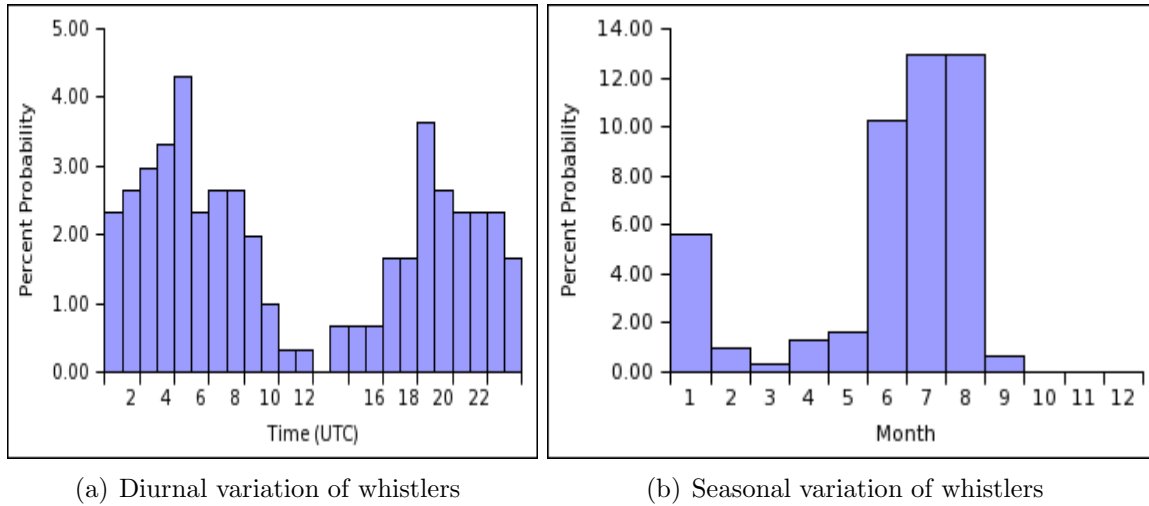 5.00
4.00
3.00
2.00
1.00
0.00
Percent Probability
2 4 6 8 10 12 16 18 20 22
Time (UTC)
(a) Diurnal variation of whistlers
14.00
12.00
10.00
8.00
6.00
4.00
2.00
0.00
Percent Probability
1 2 3 4 5 6 7 8 9 10 11 12
Month
(b) Seasonal variation of whistlers